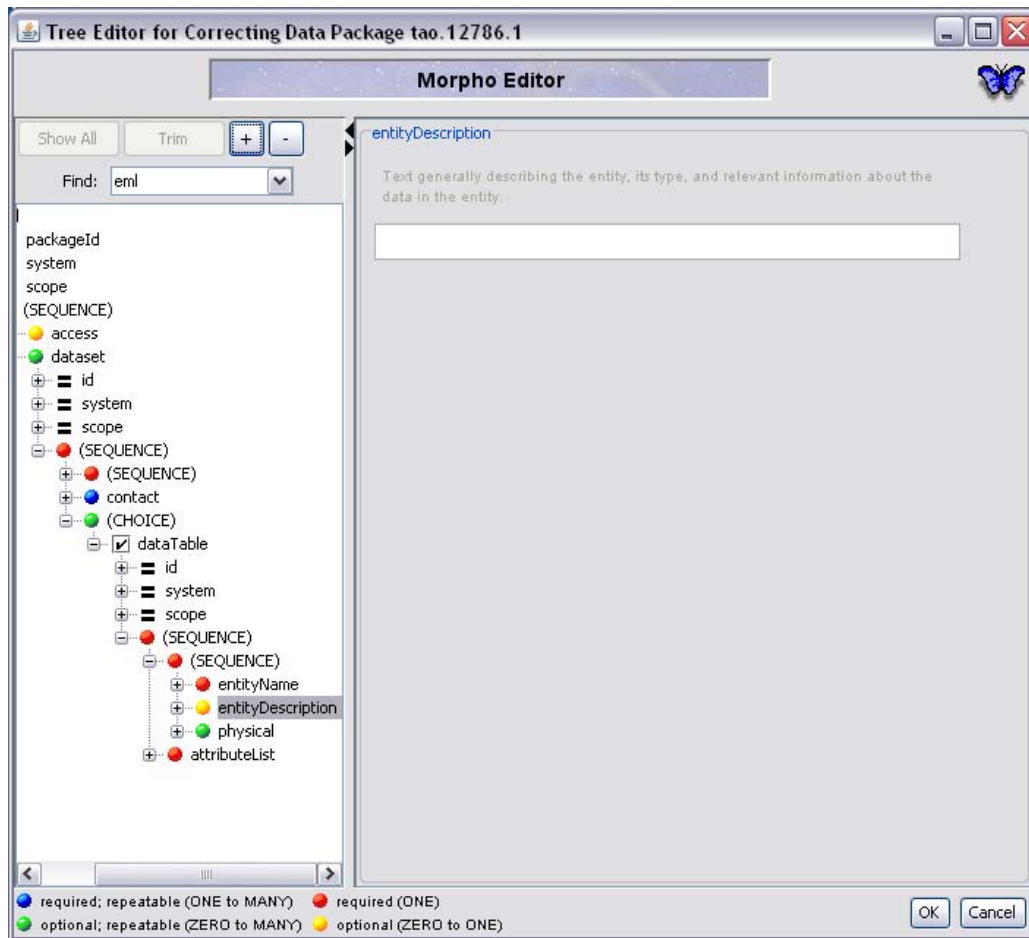 Tree Editor for Correcting Data Package tao.12786.1
Morpho Editor
Show All Trim + -
Find: eml
packageId
system
scope
(SEQUENCE)
access
dataset
id
system
scope
(SEQUENCE)
(SEQUENCE)
contact
(CHOICE)
dataTable
id
system
scope
(SEQUENCE)
(SEQUENCE)
entityName
entityDescription
physical
attributeList
entityDescription
Text generally describing the entity, its type, and relevant information about the
data in the entity.
required; repeatable (ONE to MANY) required (ONE)
optional; repeatable (ZERO to MANY) optional (ZERO to ONE)
OK Cancel